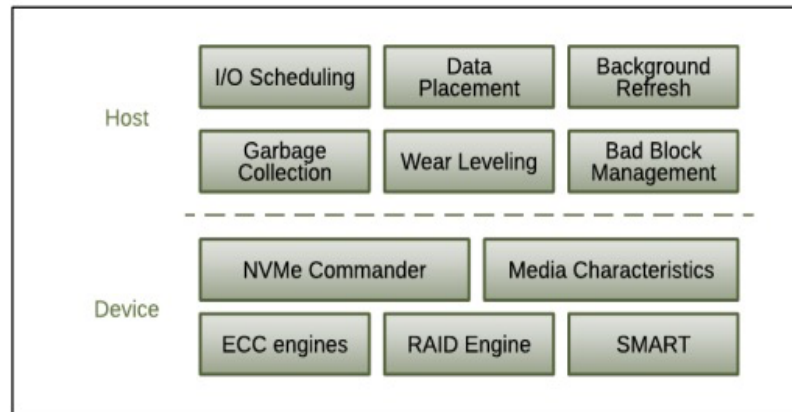 Host
I/O Scheduling
Data
Placement
Background
Refresh
Garbage
Collection
Wear Leveling
Bad Block
Management
Device
NVMe Commander
Media Characteristics
ECC engines
RAID Engine
SMART